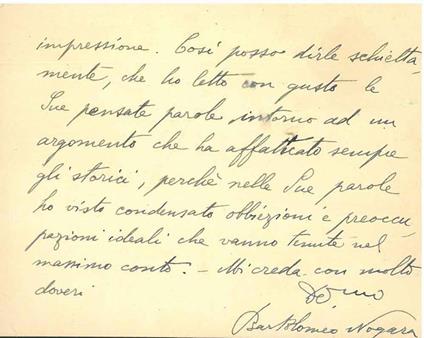 impressione. Così posso dirle schietta-
mente, che ho letto con gusto le
Sue pensate parole intorno ad un
argomento che ha affaticato sempre
gli storici, perchè nelle Sue parole
ho visto condensato obbiezioni e preoccu-
pazioni ideali che vanno tenute nel
massimo conto. - Mi creda con molto
doveri
Bartolomeo Nogara